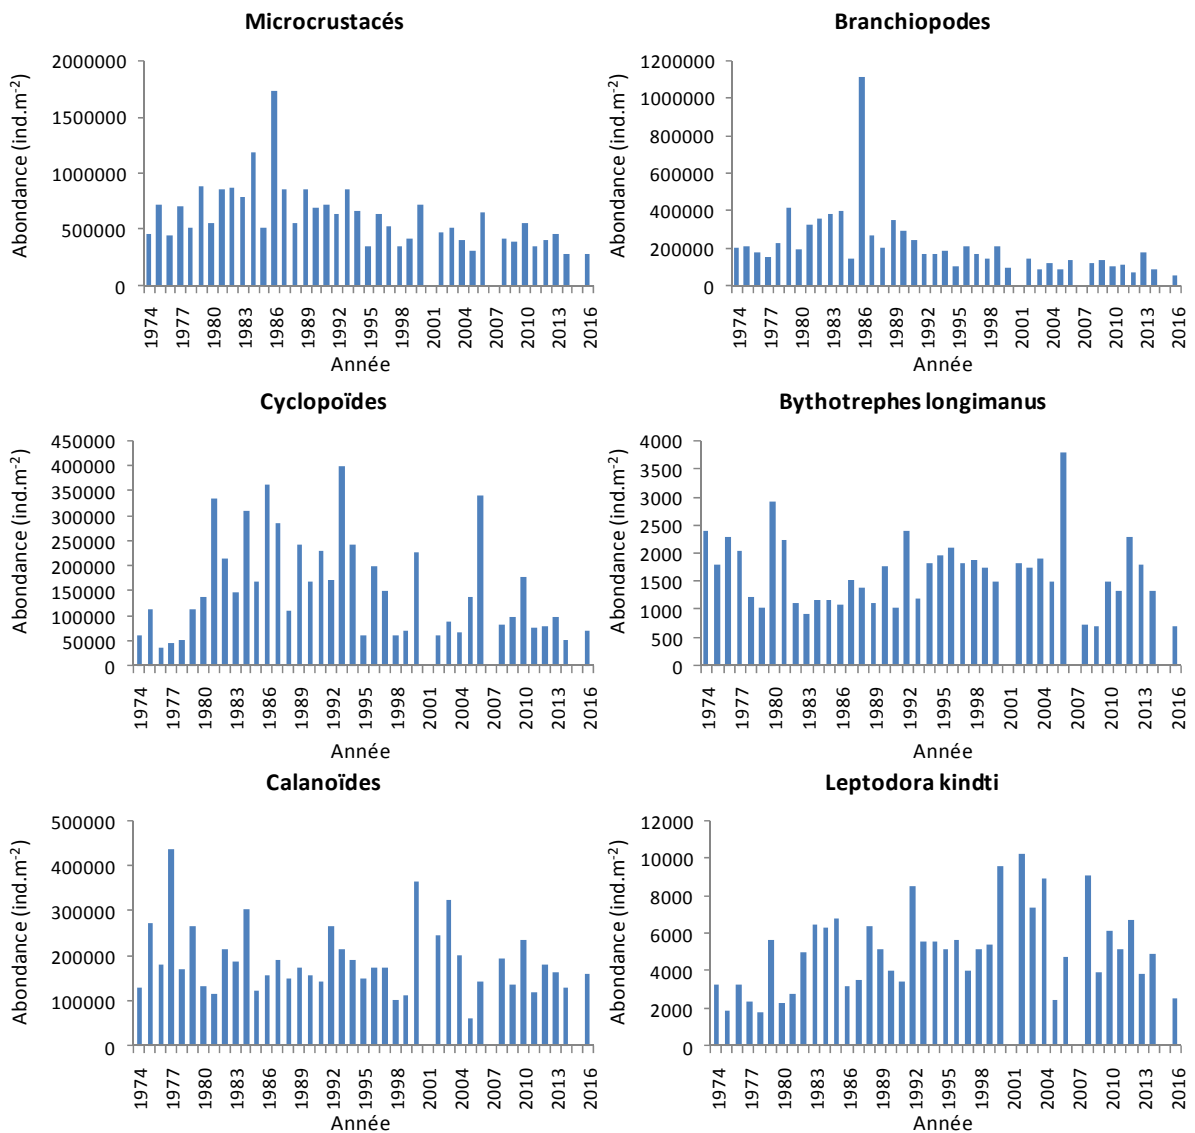 Microcrustacés
Abondance (ind.m-2)
2000000
1500000
1000000
500000
0
1974 1977 1980 1983 1986 1989 1992 1995 1998 2001 2004 2007 2010 2013 2016
Année
Branchiopodes
Abondance (ind.m-2)
1200000
1000000
800000
600000
400000
200000
0
1974 1977 1980 1983 1986 1989 1992 1995 1998 2001 2004 2007 2010 2013 2016
Année
Cyclopoïdes
Abondance (ind.m-2)
450000
400000
350000
300000
250000
200000
150000
100000
50000
0
1974 1977 1980 1983 1986 1989 1992 1995 1998 2001 2004 2007 2010 2013 2016
Année
Bythotrephes longimanus
Abondance (ind.m-2)
4000
3500
3000
2500
2000
1500
1000
500
0
1974 1977 1980 1983 1986 1989 1992 1995 1998 2001 2004 2007 2010 2013 2016
Année
Calanoïdes
Abondance (ind.m-2)
500000
400000
300000
200000
100000
0
1974 1977 1980 1983 1986 1989 1992 1995 1998 2001 2004 2007 2010 2013 2016
Année
Leptodora kindti
Abondance (ind.m-2)
12000
10000
8000
6000
4000
2000
0
1974 1977 1980 1983 1986 1989 1992 1995 1998 2001 2004 2007 2010 2013 2016
Année